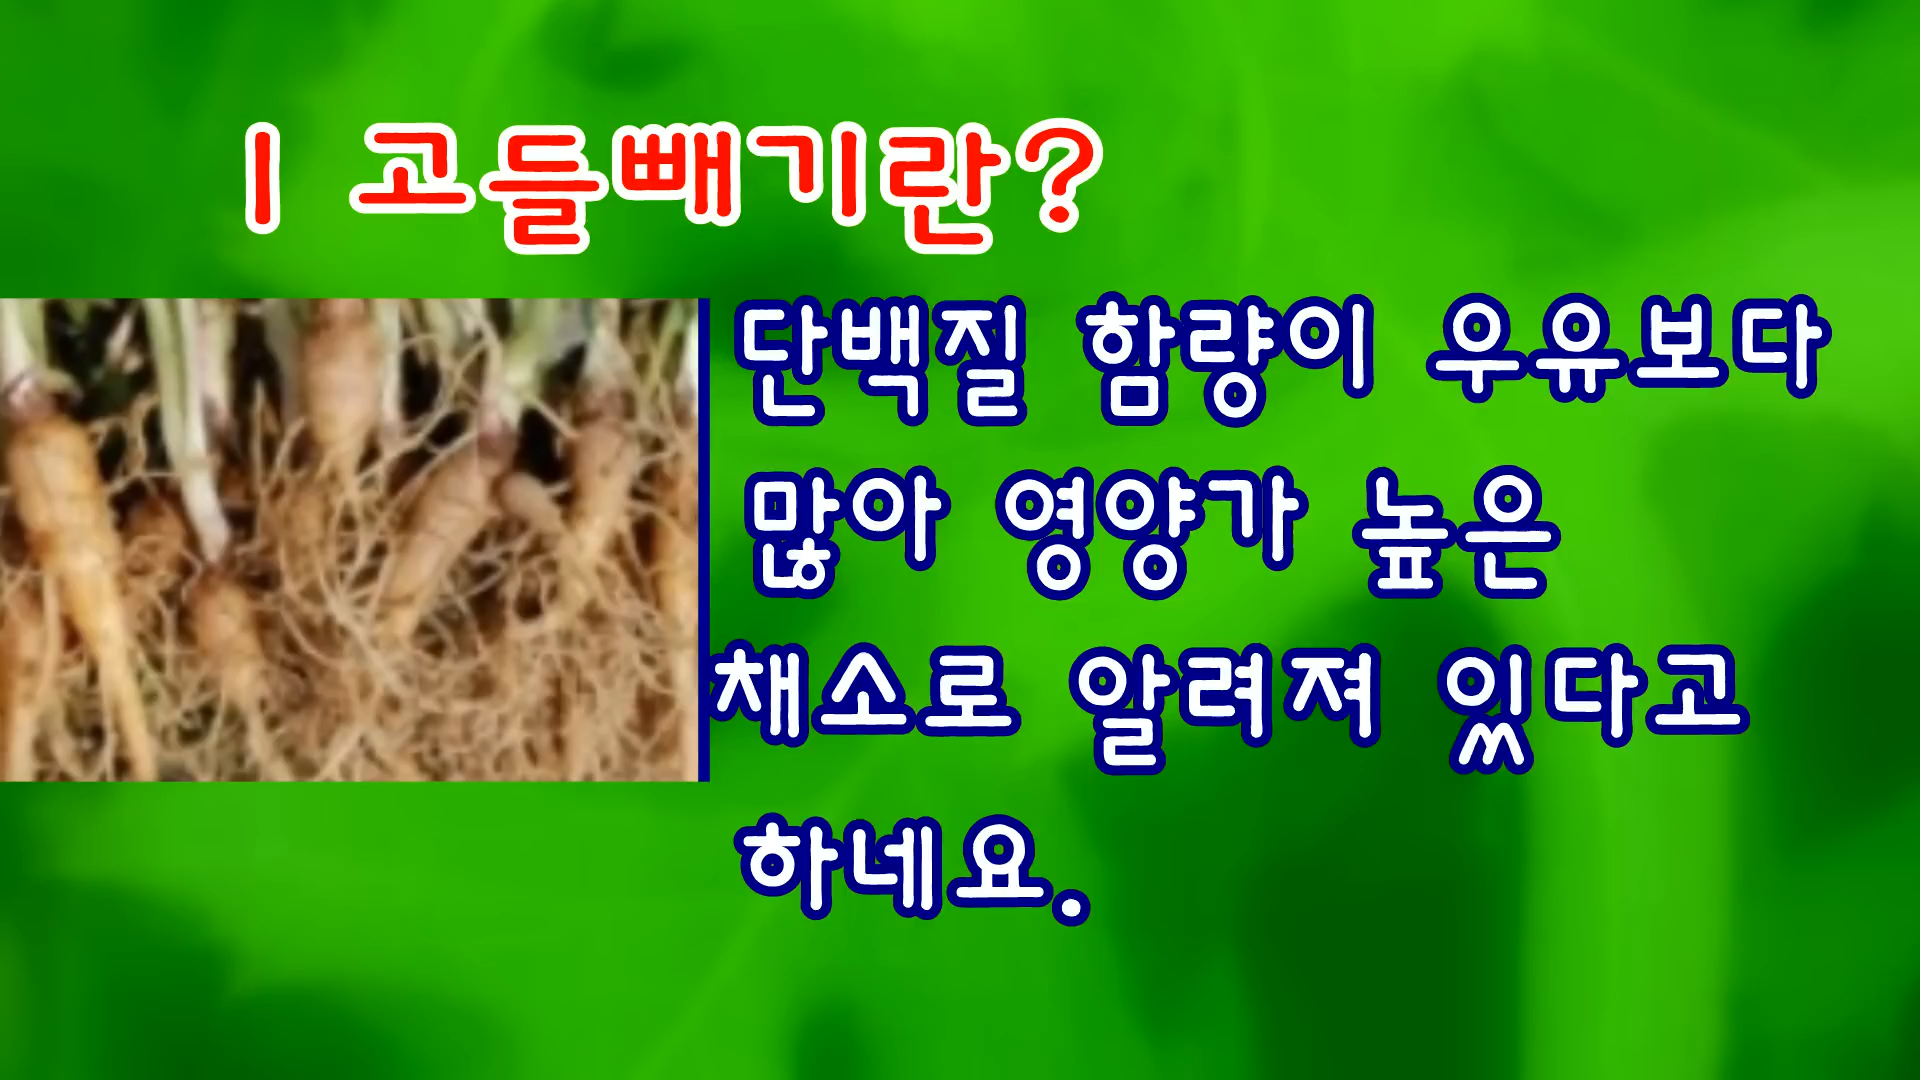 | 고들빼기란?
단백질 함량이 우유보다
많아 영양가 높은
채소로 알려져 있다고
하네요.